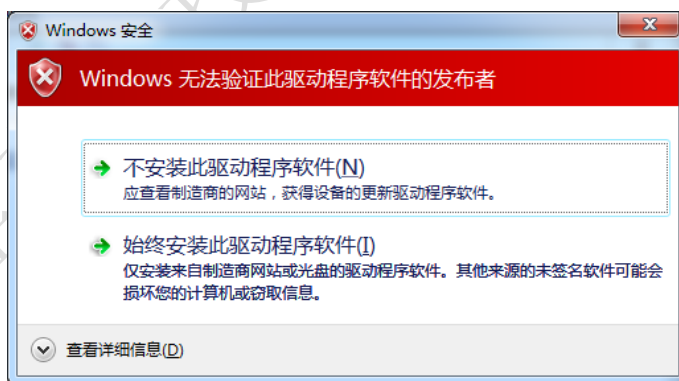 Windows 安全
Windows 无法验证此驱动程序软件的发布者
不安装此驱动程序软件(N)
应查看制造商的网站，获得设备的更新驱动程序软件。
始终安装此驱动程序软件(I)
仅安装来自制造商网站或光盘的驱动程序软件。其他来源的未签名软件可能会
损坏您的计算机或窃取信息。
查看详细信息(D)